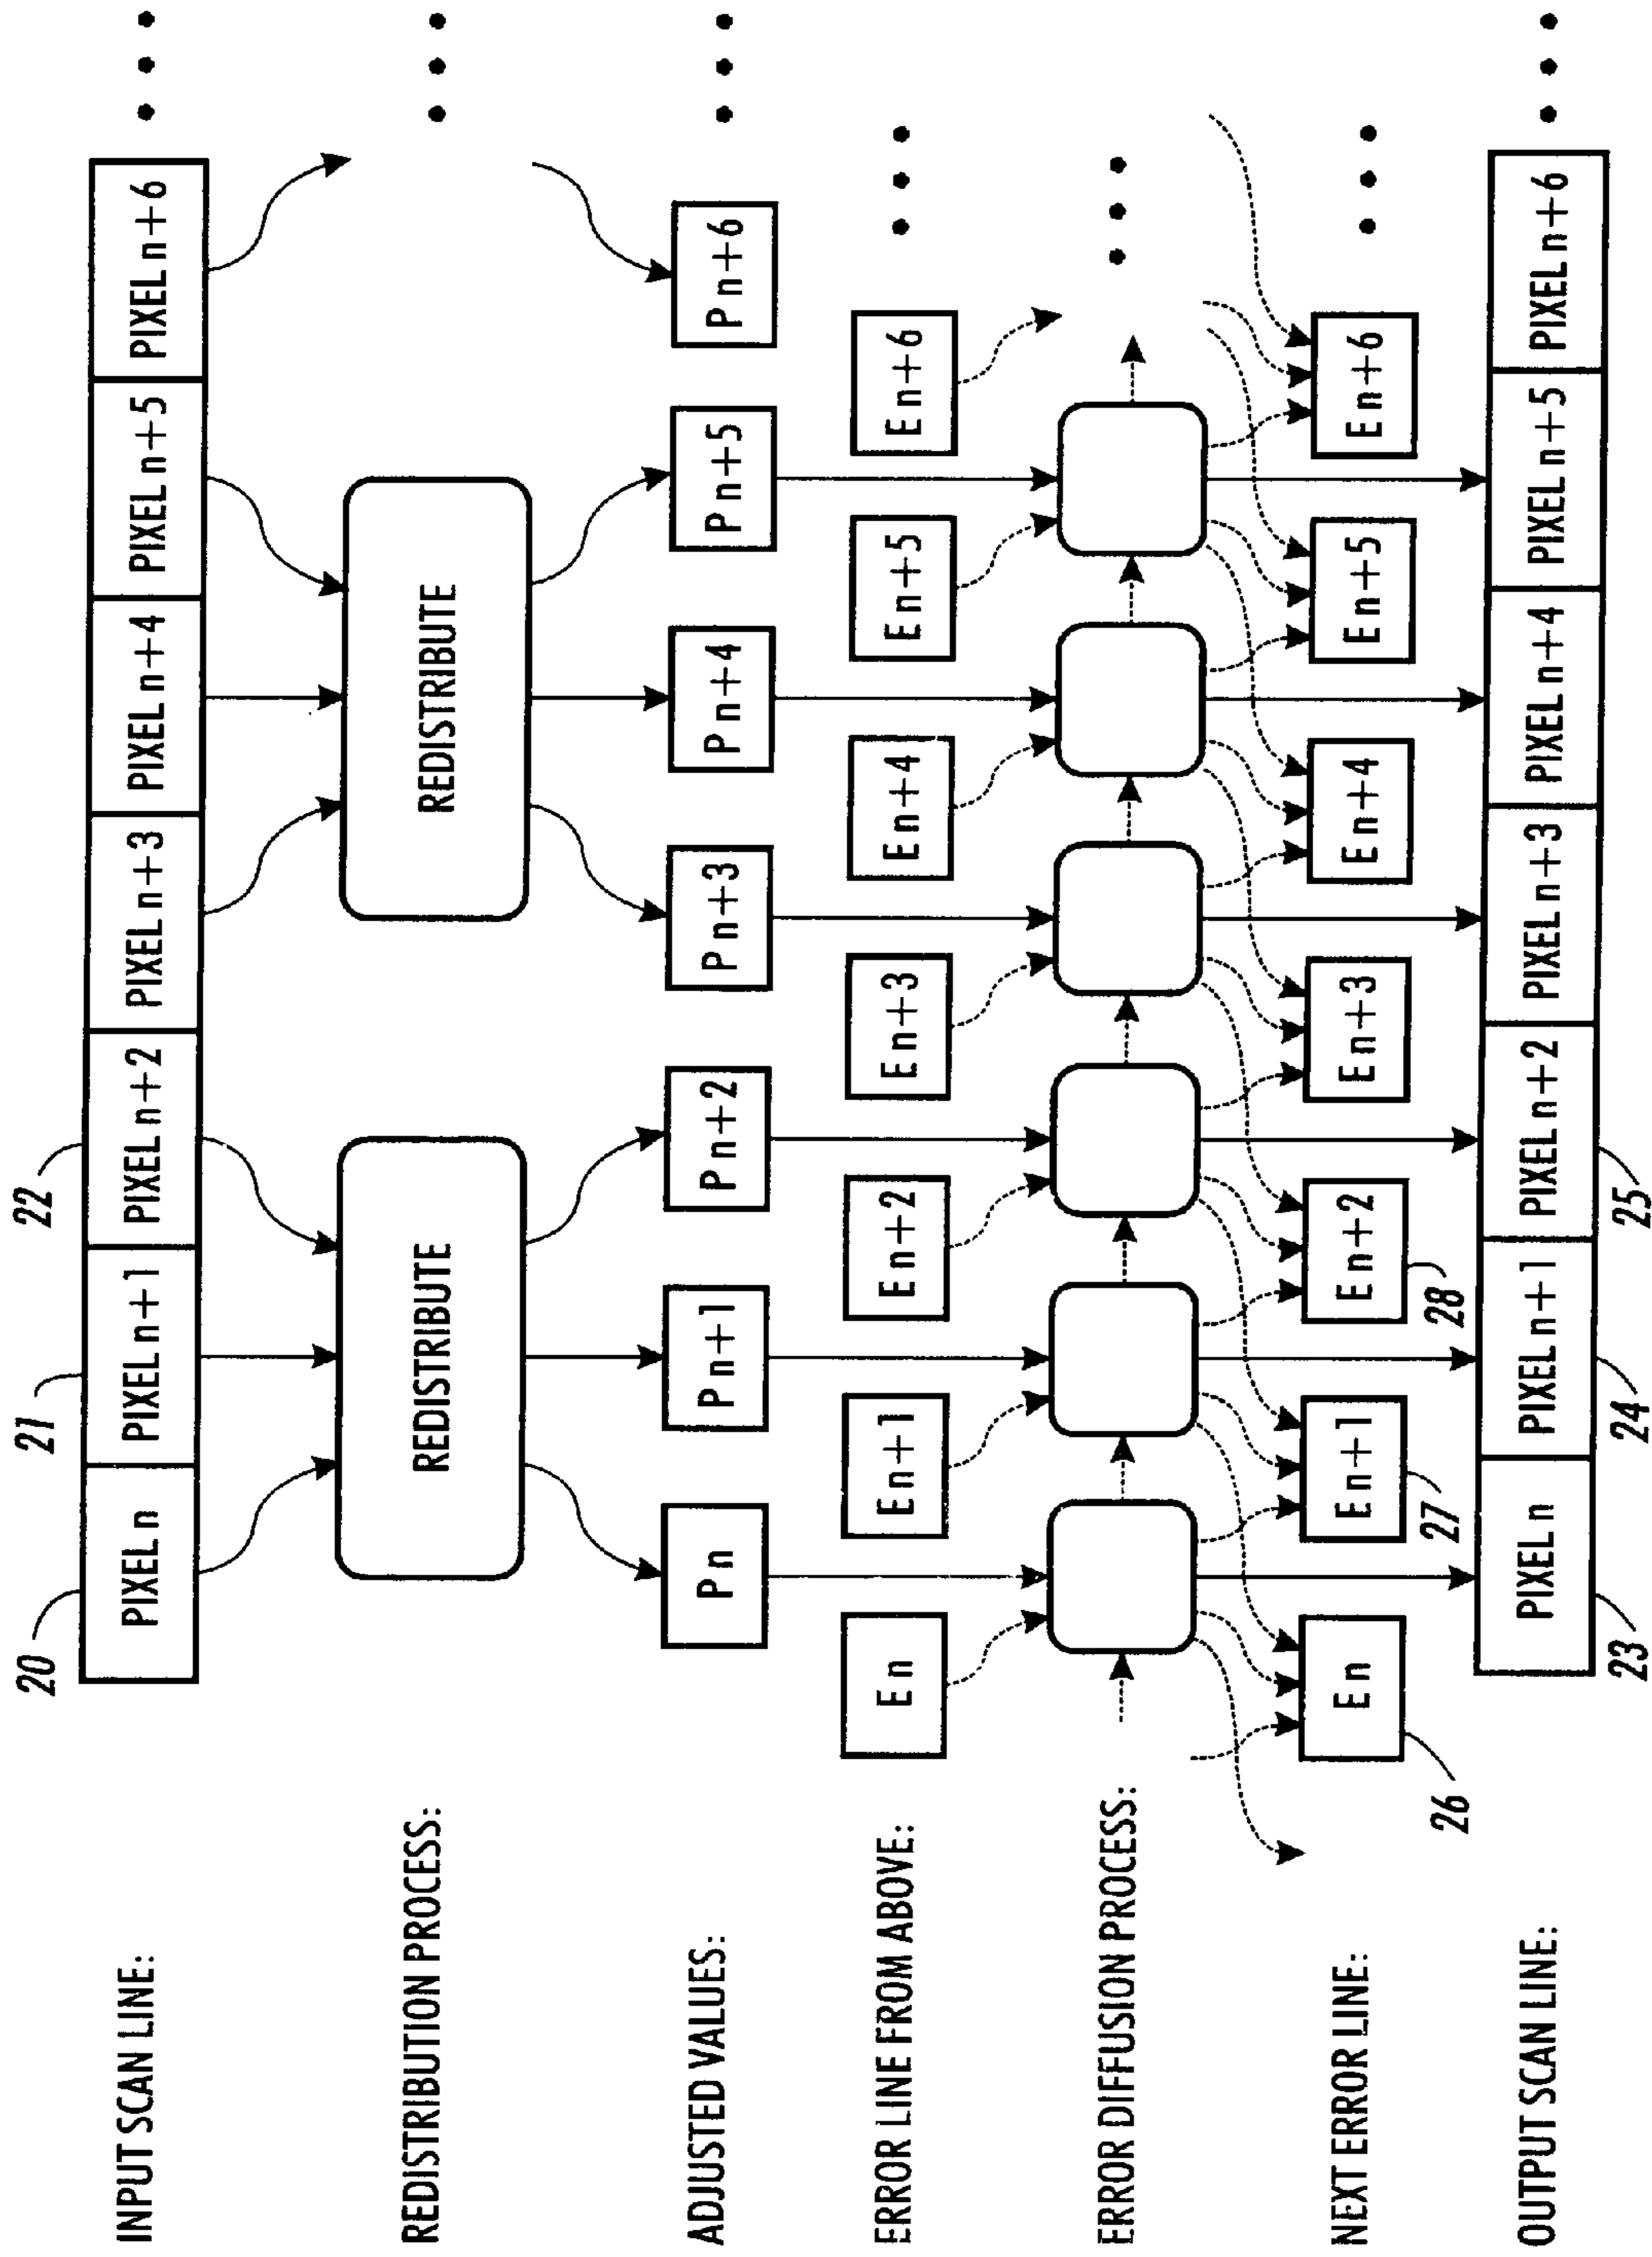 20
21
22
INPUT SCAN LINE:
PIXEL n
PIXEL n+1
PIXEL n+2
PIXEL n+3
PIXEL n+4
PIXEL n+5
PIXEL n+6
REDISTRIBUTION PROCESS:
REDISTRIBUTE
REDISTRIBUTE
ADJUSTED VALUES:
P n
P n+1
P n+2
P n+3
P n+4
P n+5
P n+6
ERROR LINE FROM ABOVE:
E n
E n+1
E n+2
E n+3
E n+4
E n+5
E n+6
ERROR DIFFUSION PROCESS:
NEXT ERROR LINE:
E n
E n+1
E n+2
E n+3
E n+4
E n+5
E n+6
26
27
28
OUTPUT SCAN LINE:
PIXEL n
PIXEL n+1
PIXEL n+2
PIXEL n+3
PIXEL n+4
PIXEL n+5
PIXEL n+6
23
24
25